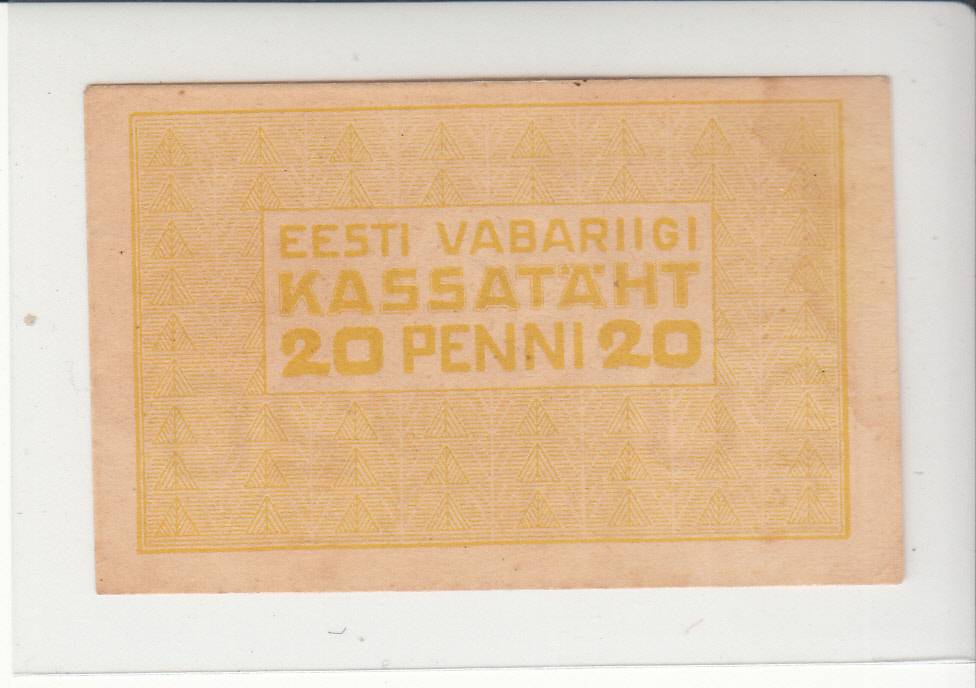 EESTI VABARIIGI
KASSATÄHT
20 PENNI 20